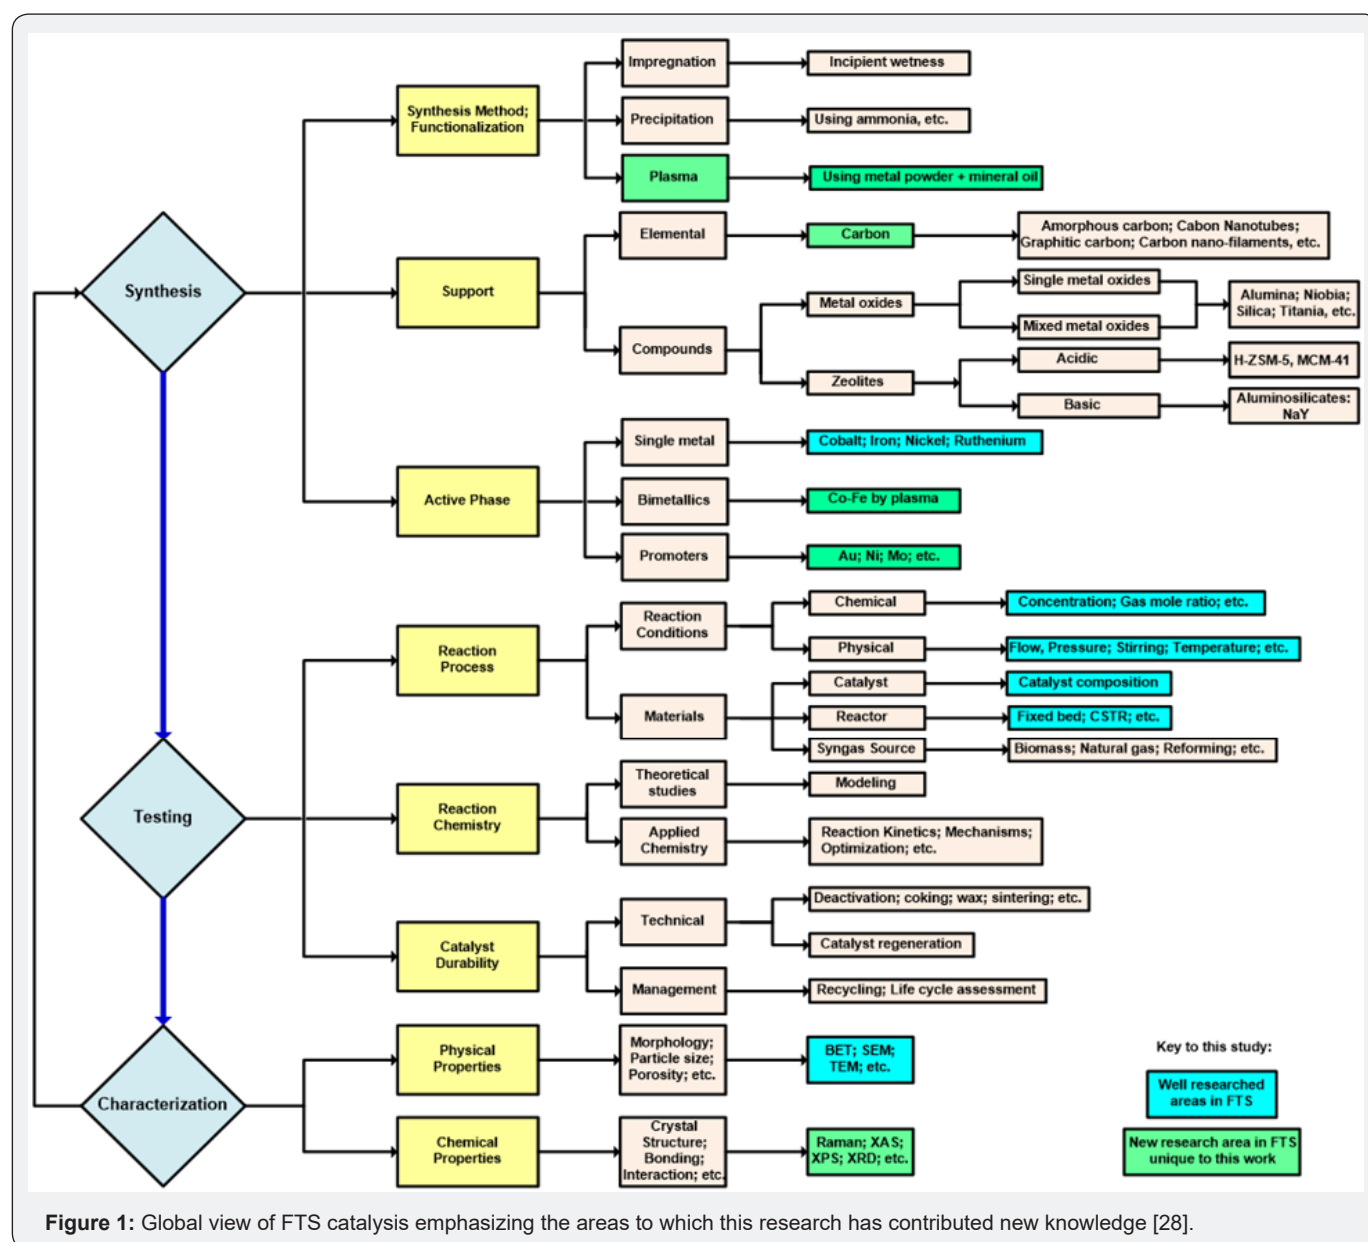 Impregnation
Incipient wetness
Synthesis Method;
Functionalization
Precipitation
Using ammonia, etc.
Plasma
Using metal powder + mineral oil
Synthesis
Support
Elemental
Carbon
Amorphous carbon; Cabon Nanotubes;
Graphitic carbon; Carbon nano-filaments, etc.
Compounds
Metal oxides
Single metal oxides
Mixed metal oxides
Alumina; Niobia;
Silica; Titania, etc.
Zeolites
Acidic
H-ZSM-5, MCM-41
Basic
Aluminosilicates:
NaY
Active Phase
Single metal
Cobalt; Iron; Nickel; Ruthenium
Bimetallics
Co-Fe by plasma
Promoters
Au; Ni; Mo; etc.
Testing
Reaction
Process
Reaction
Conditions
Chemical
Concentration; Gas mole ratio; etc.
Physical
Flow, Pressure; Stirring; Temperature; etc.
Materials
Catalyst
Catalyst composition
Reactor
Fixed bed; CSTR; etc.
Syngas Source
Biomass; Natural gas; Reforming; etc.
Reaction
Chemistry
Theoretical
studies
Modeling
Applied
Chemistry
Reaction Kinetics; Mechanisms;
Optimization; etc.
Catalyst
Durability
Technical
Deactivation; coking; wax; sintering; etc.
Catalyst regeneration
Management
Recycling; Life cycle assessment
Characterization
Physical
Properties
Morphology;
Particle size;
Porosity; etc.
BET; SEM;
TEM; etc.
Chemical
Properties
Crystal
Structure;
Bonding;
Interaction; etc.
Raman; XAS;
XPS; XRD; etc.
Key to this study:
Well researched
areas in FTS
New research area in FTS
unique to this work
Figure 1: Global view of FTS catalysis emphasizing the areas to which this research has contributed new knowledge [28].